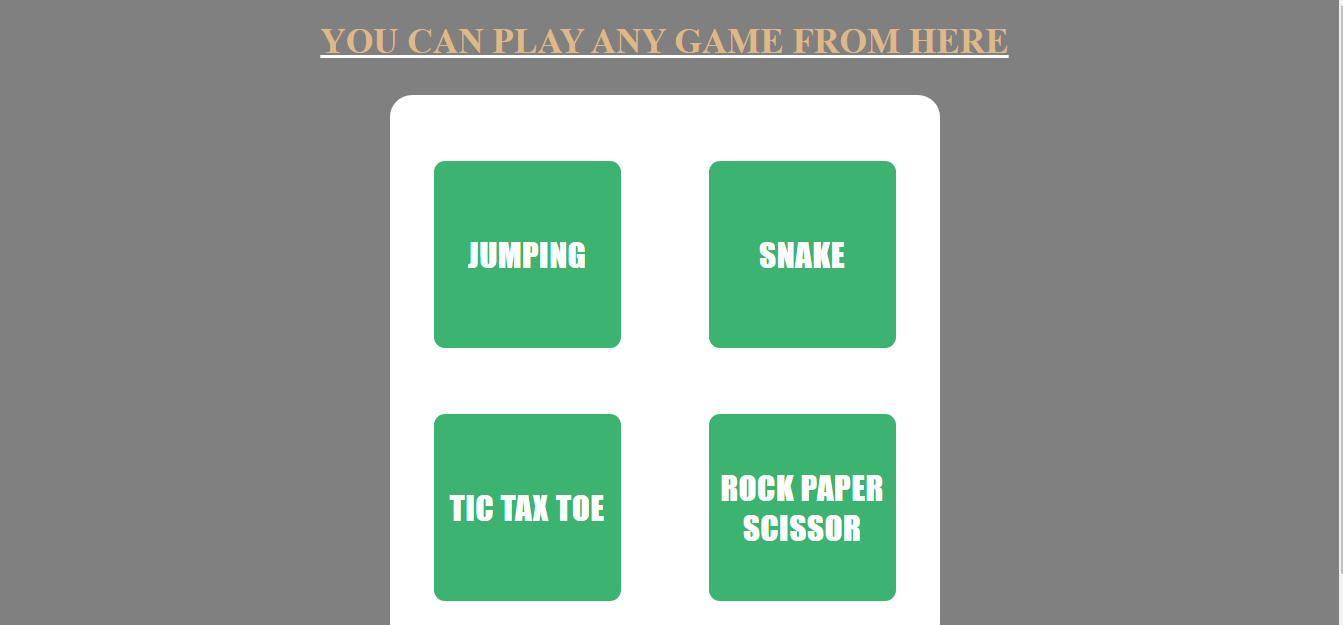 YOU CAN PLAY ANY GAME FROM HERE
JUMPING
SNAKE
TIC TAX TOE
ROCK PAPER
SCISSOR